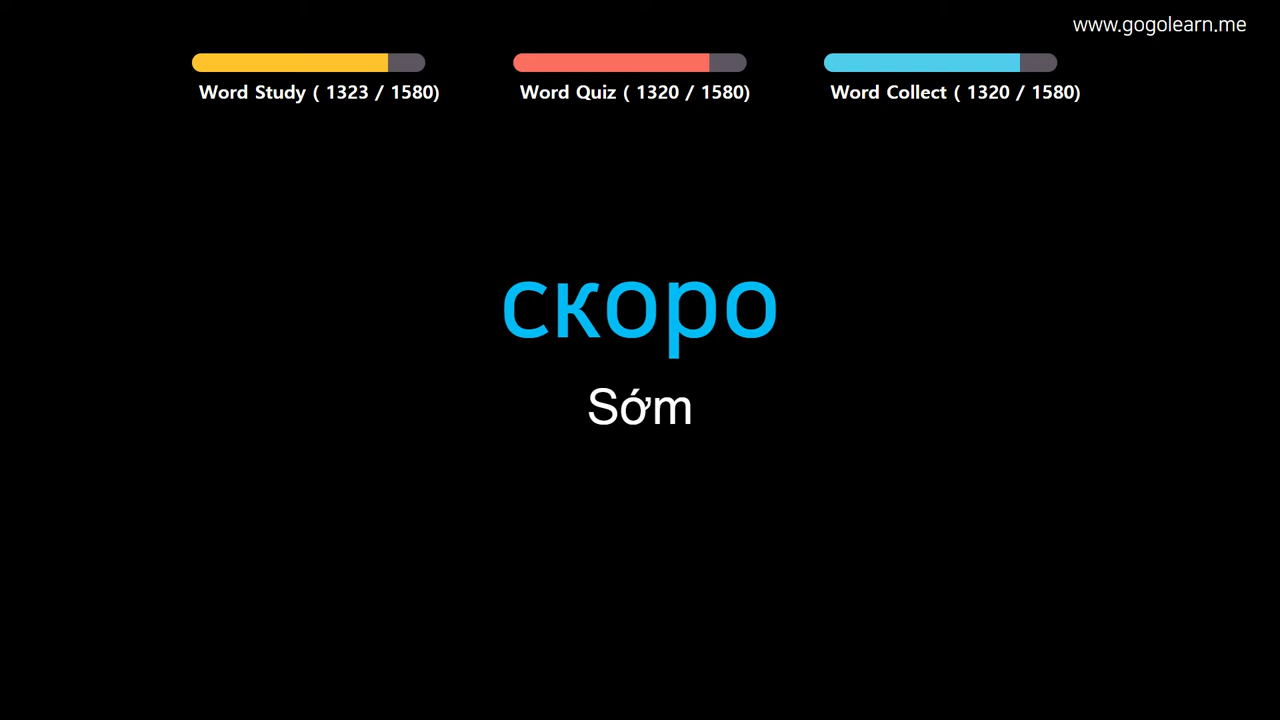 www.gogolearn.me
Word Study ( 1323 / 1580)
Word Quiz ( 1320 / 1580)
Word Collect ( 1320 / 1580)
скоро
Sớm